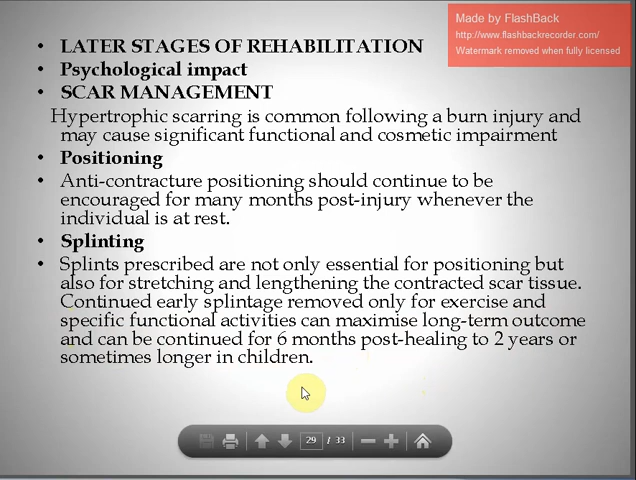 Made by FlashBack
http://www.flashbackrecorder.com/
Watermark removed when fully licensed
• LATER STAGES OF REHABILITATION
• Psychological impact
• SCAR MANAGEMENT
Hypertrophic scarring is common following a burn injury and
may cause significant functional and cosmetic impairment
• Positioning
• Anti-contracture positioning should continue to be
encouraged for many months post-injury whenever the
individual is at rest.
• Splinting
• Splints prescribed are not only essential for positioning but
also for stretching and lengthening the contracted scar tissue.
Continued early splintage removed only for exercise and
specific functional activities can maximise long-term outcome
and can be continued for 6 months post-healing to 2 years or
sometimes longer in children.
29 / 33